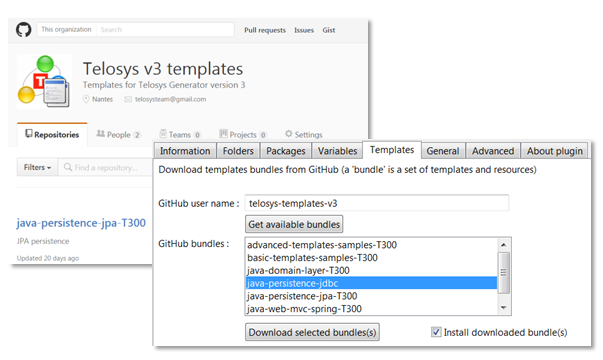 This organization Search Pull requests Issues Gist
Telosys v3 templates
Templates for Telosys Generator version 3
Nantes telosysteam@gmail.com
Repositories People 2 Teams 0 Projects 0 Settings
Filters Find a repository...
java-persistence-jpa-T300
JPA persistence
Updated 20 days ago
Information Folders Packages Variables Templates General Advanced About plugin
Download templates bundles from GitHub (a 'bundle' is a set of templates and resources)
GitHub user name : telosys-templates-v3
Get available bundles
GitHub bundles : advanced-templates-samples-T300
basic-templates-samples-T300
java-domain-layer-T300
java-persistence-jdbc
java-persistence-jpa-T300
java-web-mvc-spring-T300
Download selected bundles(s) Install downloaded bundle(s)